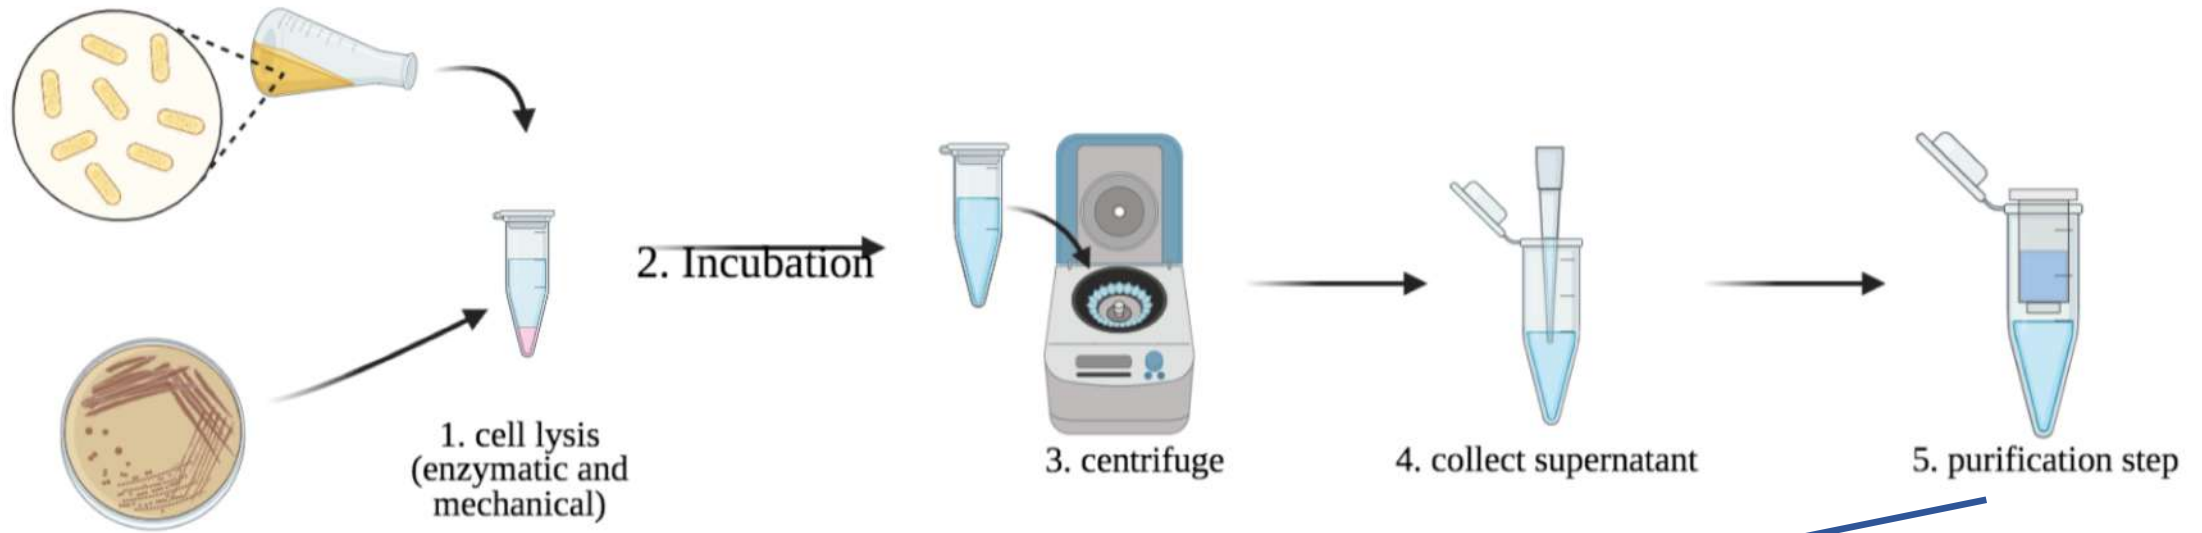 2. Incubation
1. cell lysis
(enzymatic and
mechanical)
3. centrifuge
4. collect supernatant
5. purification step